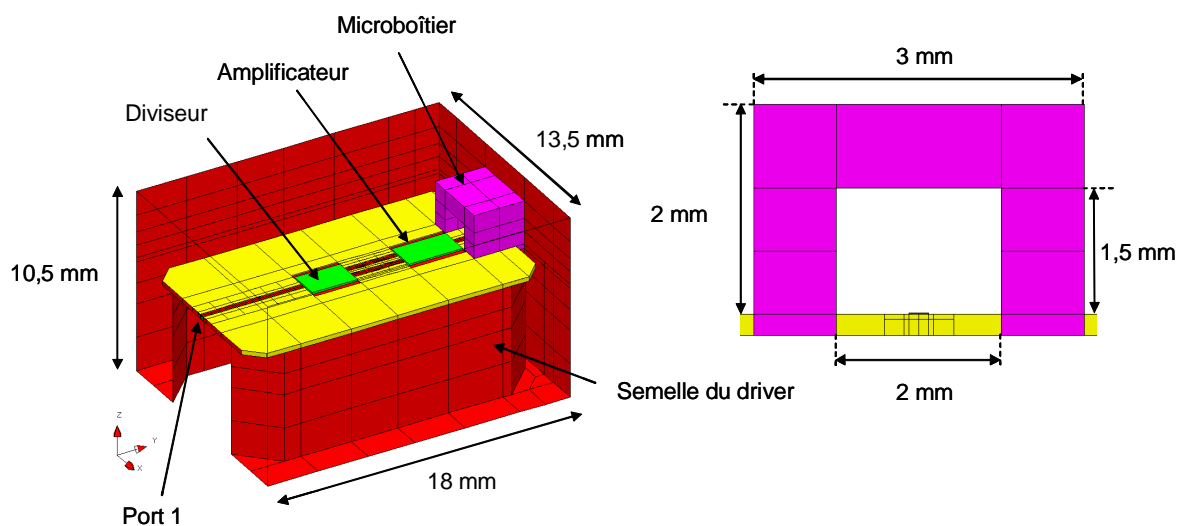 Microboîtier
Amplificateur
Diviseur
13,5 mm
10,5 mm
Semelle du driver
18 mm
Port 1
Z
Y
X
3 mm
2 mm
1,5 mm
2 mm